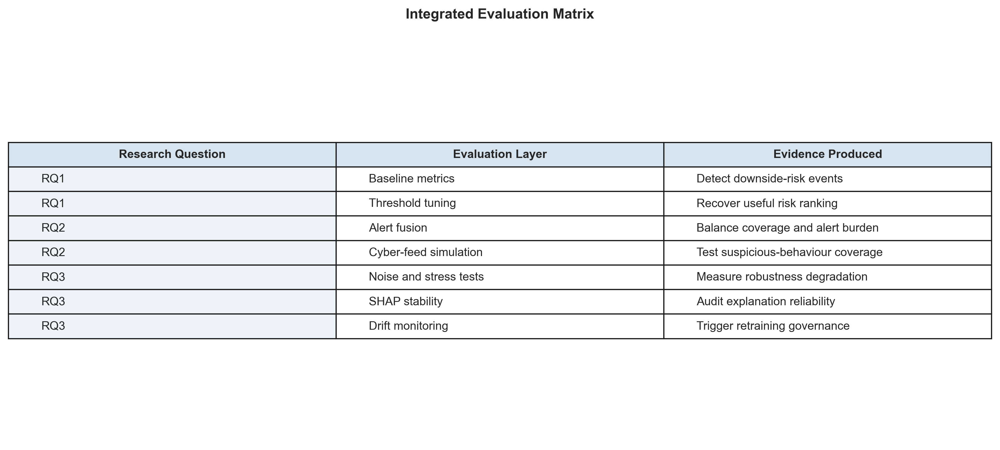 Integrated Evaluation Matrix
Research Question Evaluation Layer Evidence Produced
RQ1 Baseline metrics Detect downside-risk events
RQ1 Threshold tuning Recover useful risk ranking
RQ2 Alert fusion Balance coverage and alert burden
RQ2 Cyber-feed simulation Test suspicious-behaviour coverage
RQ3 Noise and stress tests Measure robustness degradation
RQ3 SHAP stability Audit explanation reliability
RQ3 Drift monitoring Trigger retraining governance